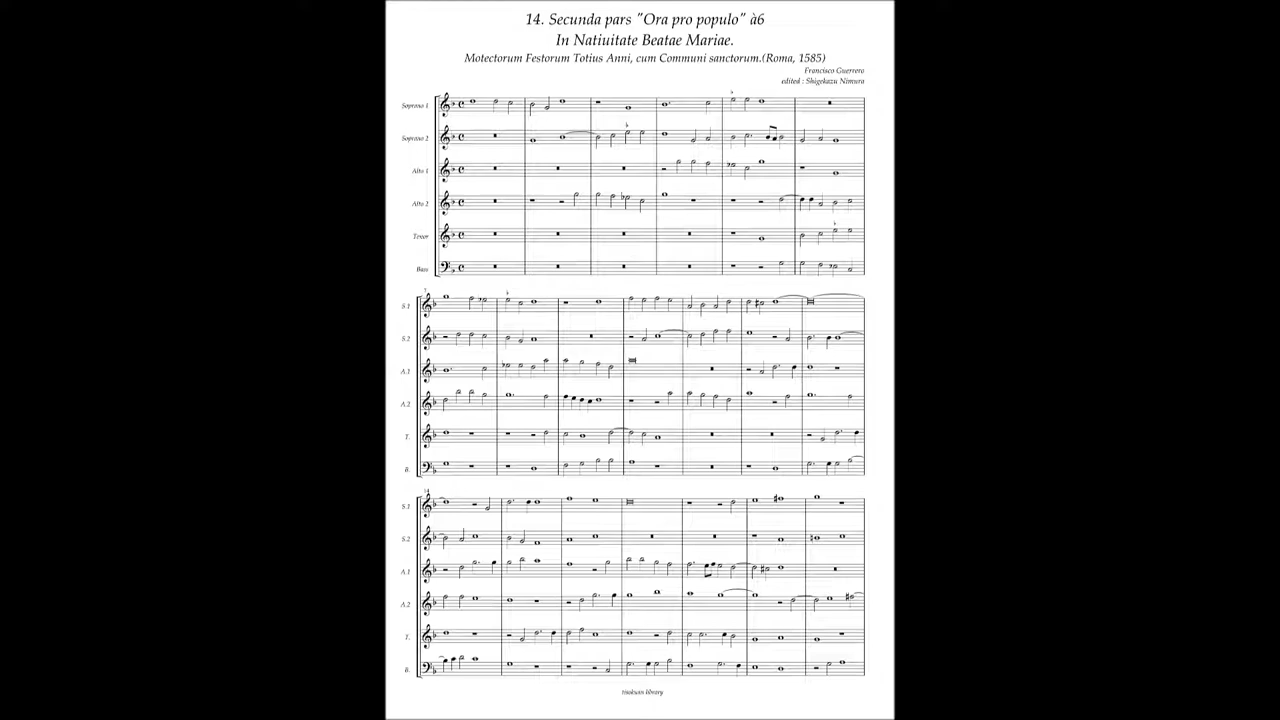 14. Secunda pars "Ora pro populo" à6
In Natiuitate Beatae Mariae.
Motectorum Festorum Totius Anni, cum Communi sanctorum.(Roma, 1585)
Francisco Guerrero
edited : Shigekazu Nimura
Soprano 1
Soprano 2
Alto 1
Alto 2
Tenor
Bass
7
S.1
S.2
A.1
A.2
T.
B.
14
S.1
S.2
A.1
A.2
T.
B.